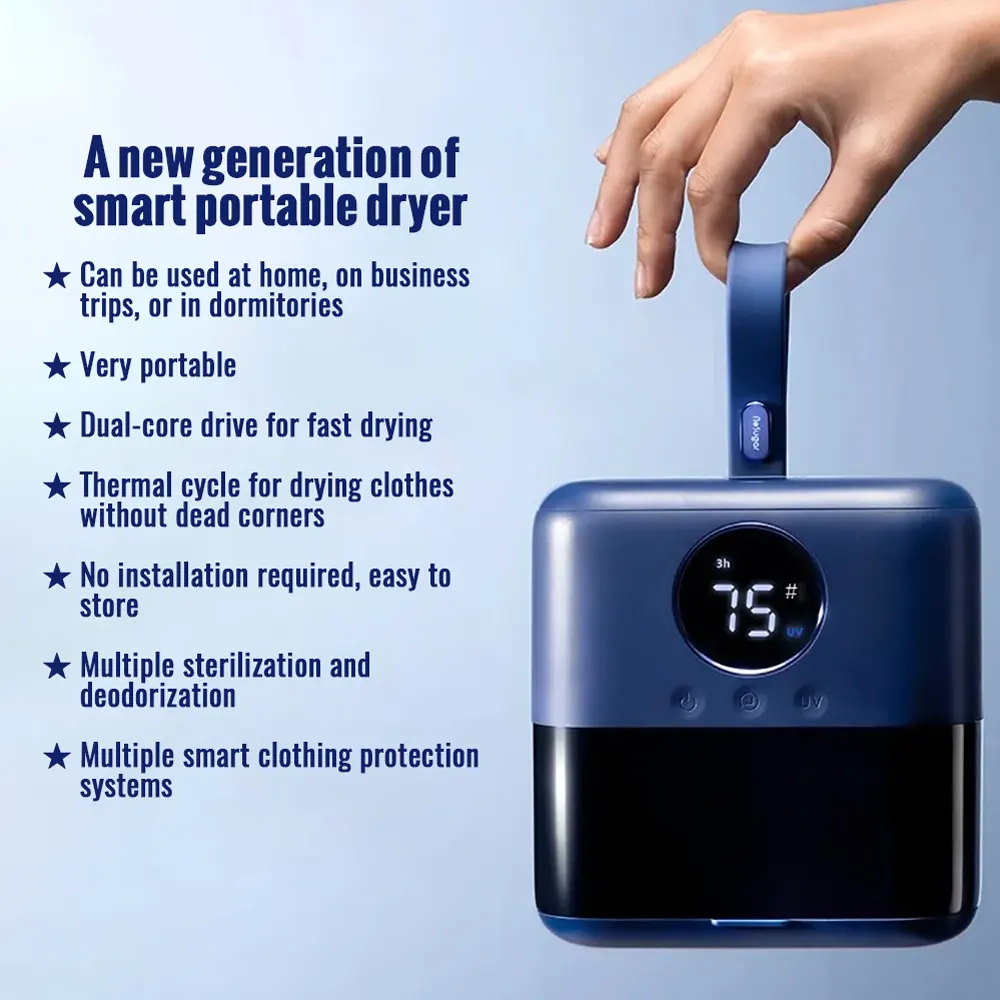 A new generation of
smart portable dryer
★ Can be used at home, on business
trips, or in dormitories
★ Very portable
★ Dual-core drive for fast drying
★ Thermal cycle for drying clothes
without dead corners
★ No installation required, easy to
store
★ Multiple sterilization and
deodorization
★ Multiple smart clothing protection
systems
nosugar
3h
75 #
UV
UV